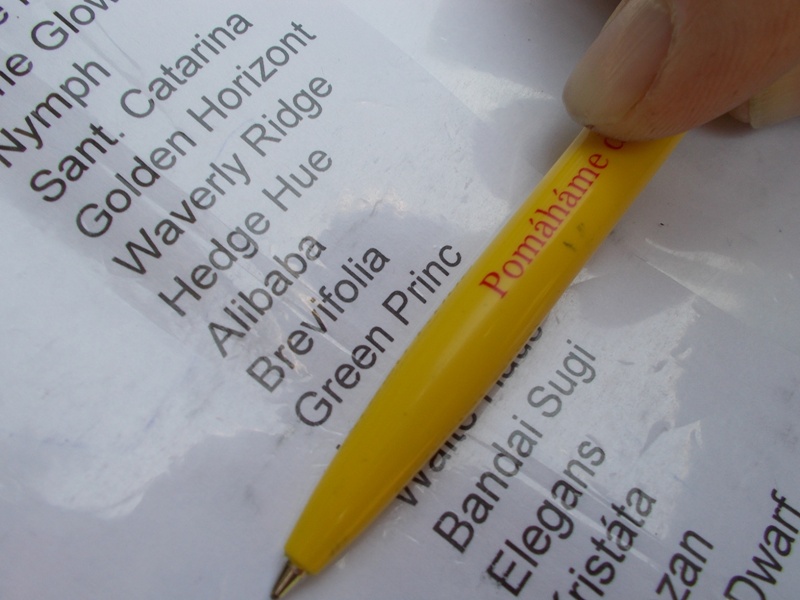 Nymph
Sant. Catarina
Golden Horizont
Waverly Ridge
Hedge Hue
Alibaba
Brevifolia
Green Princ
Bandai Sugi
Elegans
Dwarf
Pomáháme